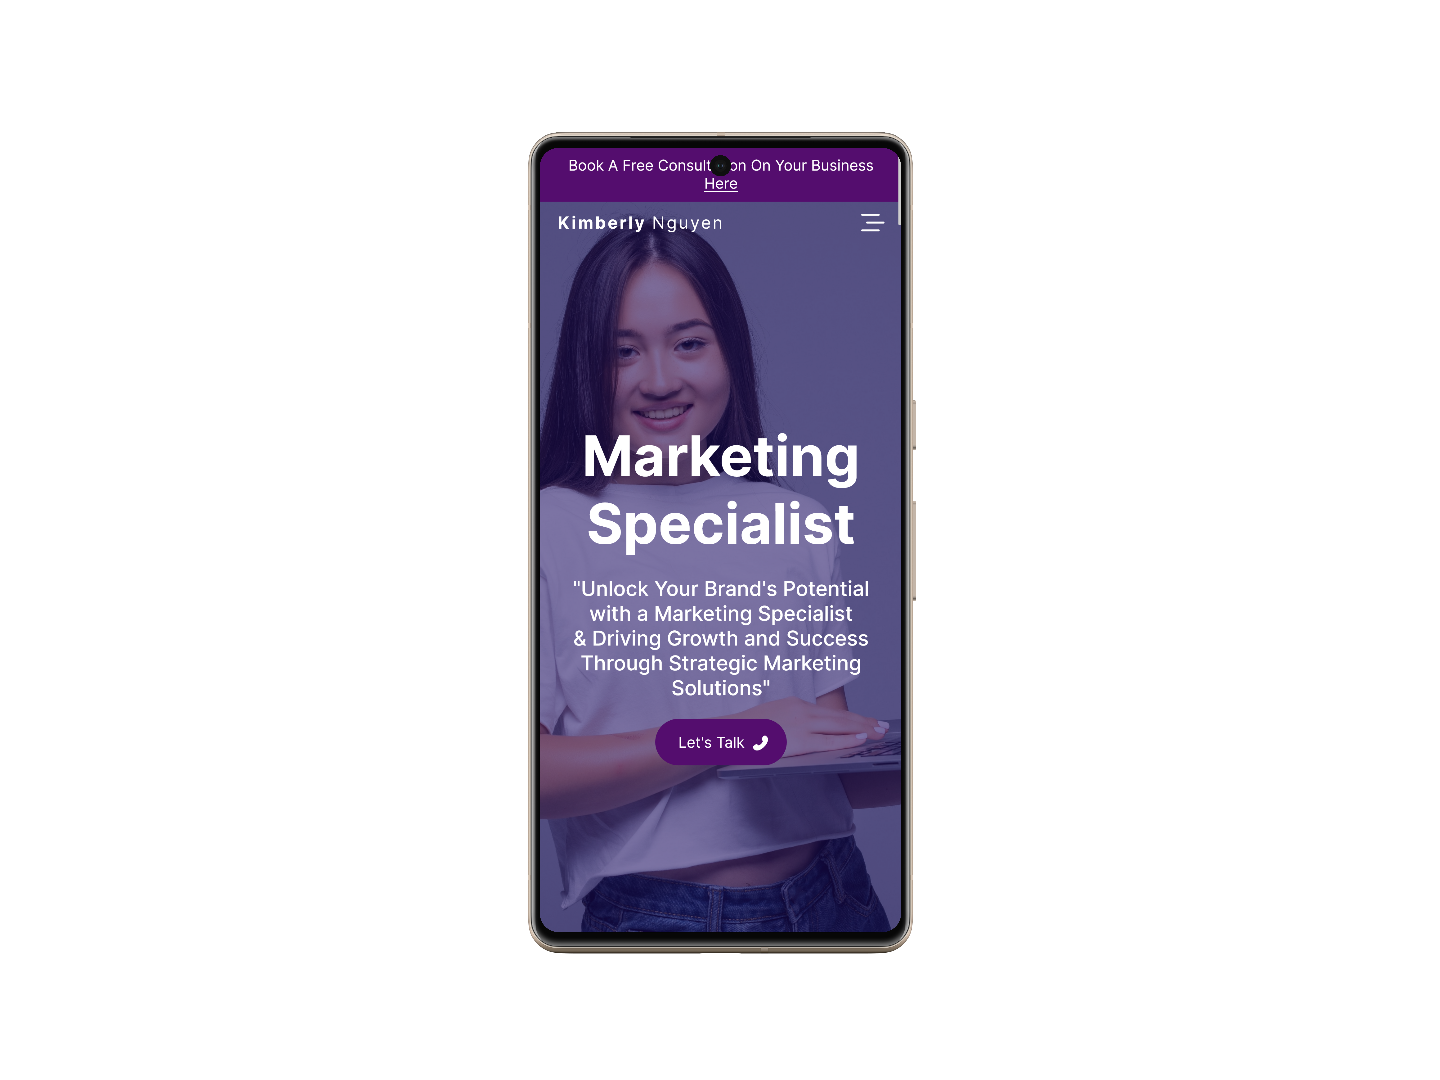 Book A Free Consult on On Your Business
Here
Kimberly Nguyen
Marketing
Specialist
"Unlock Your Brand's Potential
with a Marketing Specialist
& Driving Growth and Success
Through Strategic Marketing
Solutions"
Let's Talk